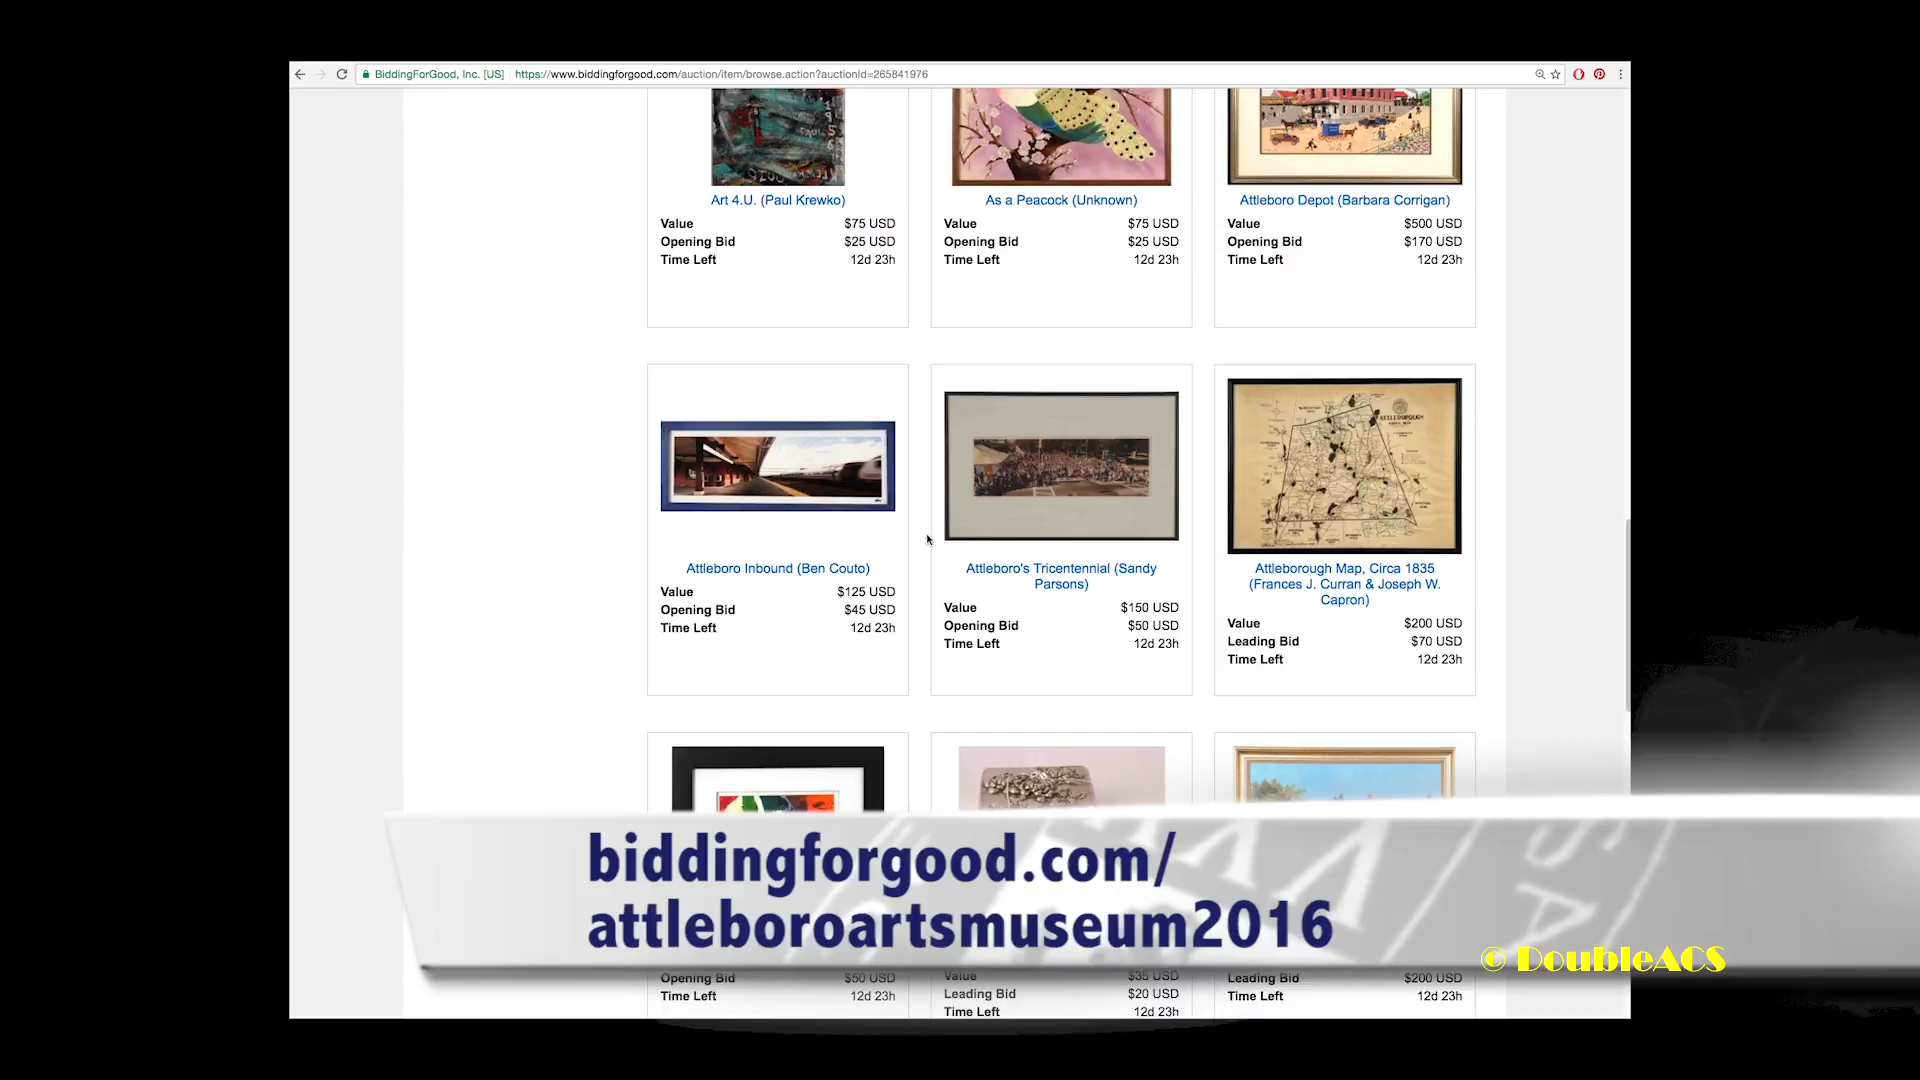 BiddingForGood, Inc. [US]
https://www.biddingforgood.com/auction/item/browse.action?auctionId=265841976
Art 4.U. (Paul Krewko)
Value $75 USD
Opening Bid $25 USD
Time Left 12d 23h
As a Peacock (Unknown)
Value $75 USD
Opening Bid $25 USD
Time Left 12d 23h
Attleboro Depot (Barbara Corrigan)
Value $500 USD
Opening Bid $170 USD
Time Left 12d 23h
Attleboro Inbound (Ben Couto)
Value $125 USD
Opening Bid $45 USD
Time Left 12d 23h
Attleboro's Tricentennial (Sandy
Parsons)
Value $150 USD
Opening Bid $50 USD
Time Left 12d 23h
ATTLEBOROUGH
Attleborough Map, Circa 1835
(Frances J. Curran & Joseph W.
Capron)
Value $200 USD
Leading Bid $70 USD
Time Left 12d 23h
biddingforgood.com/
attleboroartsmuseum2016
© DoubleACS
Opening Bid $50 USD
Time Left 12d 23h
Value $35 USD
Leading Bid $20 USD
Time Left 12d 23h
Leading Bid $200 USD
Time Left 12d 23h